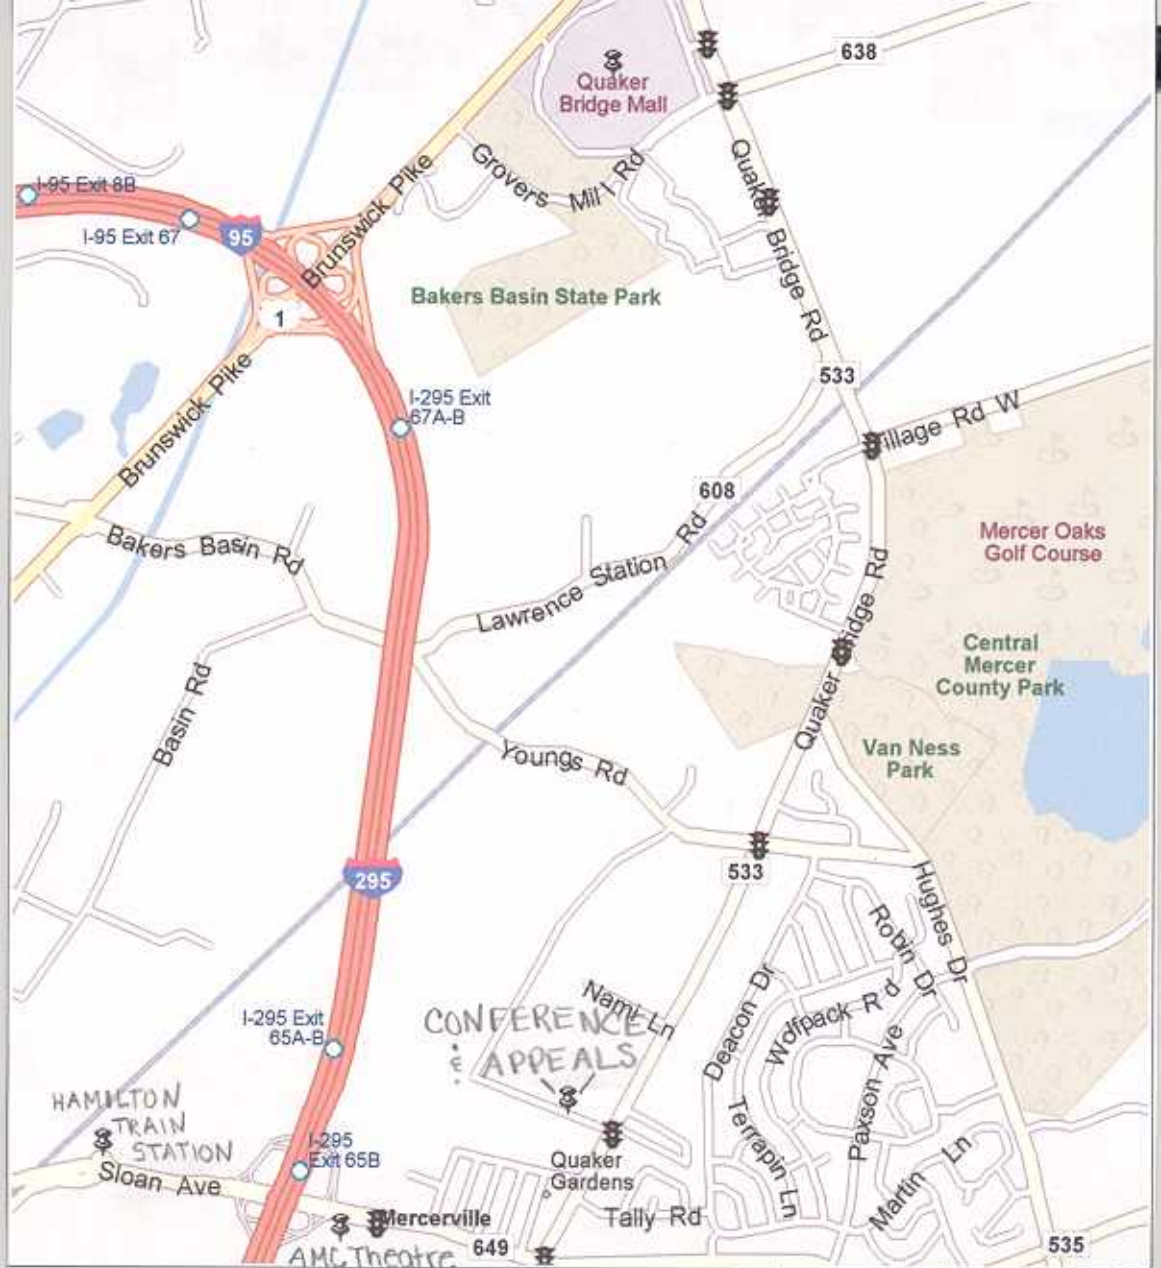 638
Quaker
Bridge Mall
Quaker Bridge Rd
Grovers Mill Rd
Brunswick Pike
I-95 Exit 8B
I-95 Exit 67
95
1
Bakers Basin State Park
533
I-295 Exit
67A-B
Village Rd W
Brunswick Pike
608
Bakers Basin Rd
Lawrence Station Rd
Mercer Oaks
Golf Course
Quaker Bridge Rd
Central
Mercer
County Park
Basin Rd
Van Ness
Park
Youngs Rd
533
295
Hughes Dr
Robin Dr
Nami Ln
Deacon Dr
Wolfpack Rd
I-295 Exit
65A-B
CONFERENCE
& APPEALS
Paxson Ave
HAMILTON
TRAIN
STATION
Terrapin Ln
I-295
Exit 65B
Martin Ln
Sloan Ave
Quaker
Gardens
Mercerville
Tally Rd
649
535
AMC Theatre